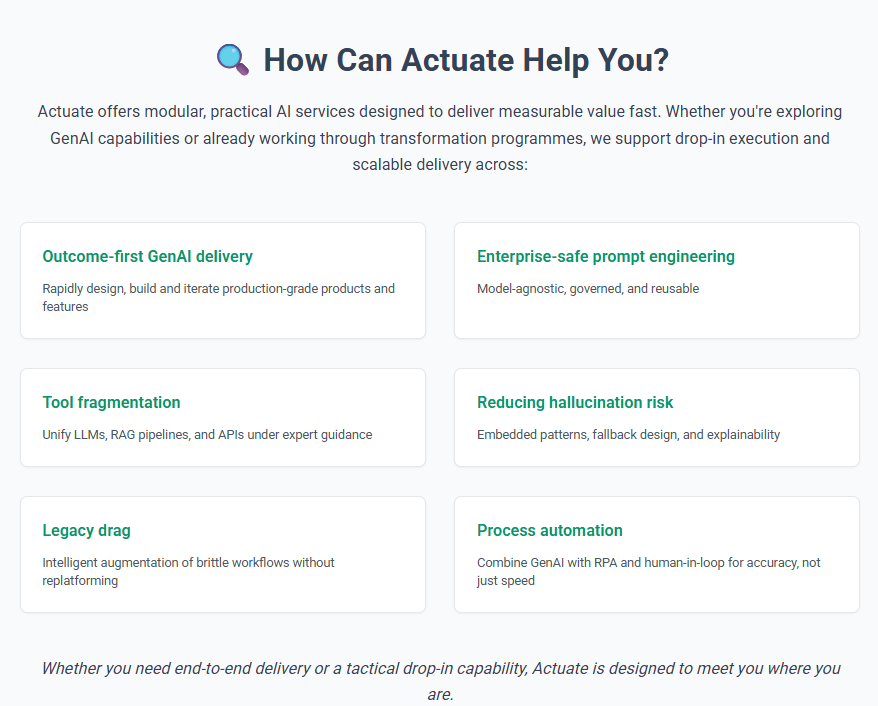 How Can Actuate Help You?
Actuate offers modular, practical AI services designed to deliver measurable value fast. Whether you're exploring
GenAI capabilities or already working through transformation programmes, we support drop-in execution and
scalable delivery across:
Outcome-first GenAI delivery
Rapidly design, build and iterate production-grade products and
features
Enterprise-safe prompt engineering
Model-agnostic, governed, and reusable
Tool fragmentation
Unify LLMs, RAG pipelines, and APIs under expert guidance
Reducing hallucination risk
Embedded patterns, fallback design, and explainability
Legacy drag
Intelligent augmentation of brittle workflows without
replatforming
Process automation
Combine GenAI with RPA and human-in-loop for accuracy, not
just speed
Whether you need end-to-end delivery or a tactical drop-in capability, Actuate is designed to meet you where you
are.